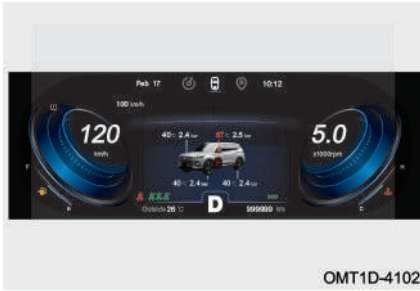 Feb 17 10:12
100 km/h
120
km/h
5.0
x1000rpm
40°C 2.4 bar 87°C 2.5 bar
40°C 2.4 bar 40°C 2.4 bar
F
H
E
C
D
Outside 26 °C
999999 km
OMT1D-4102